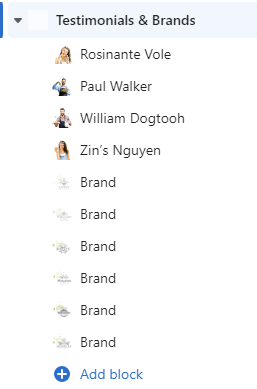 Testimonials & Brands
Rosinante Vole
Paul Walker
William Dogtooh
Zin's Nguyen
Brand
Brand
Brand
Brand
Brand
Brand
Add block